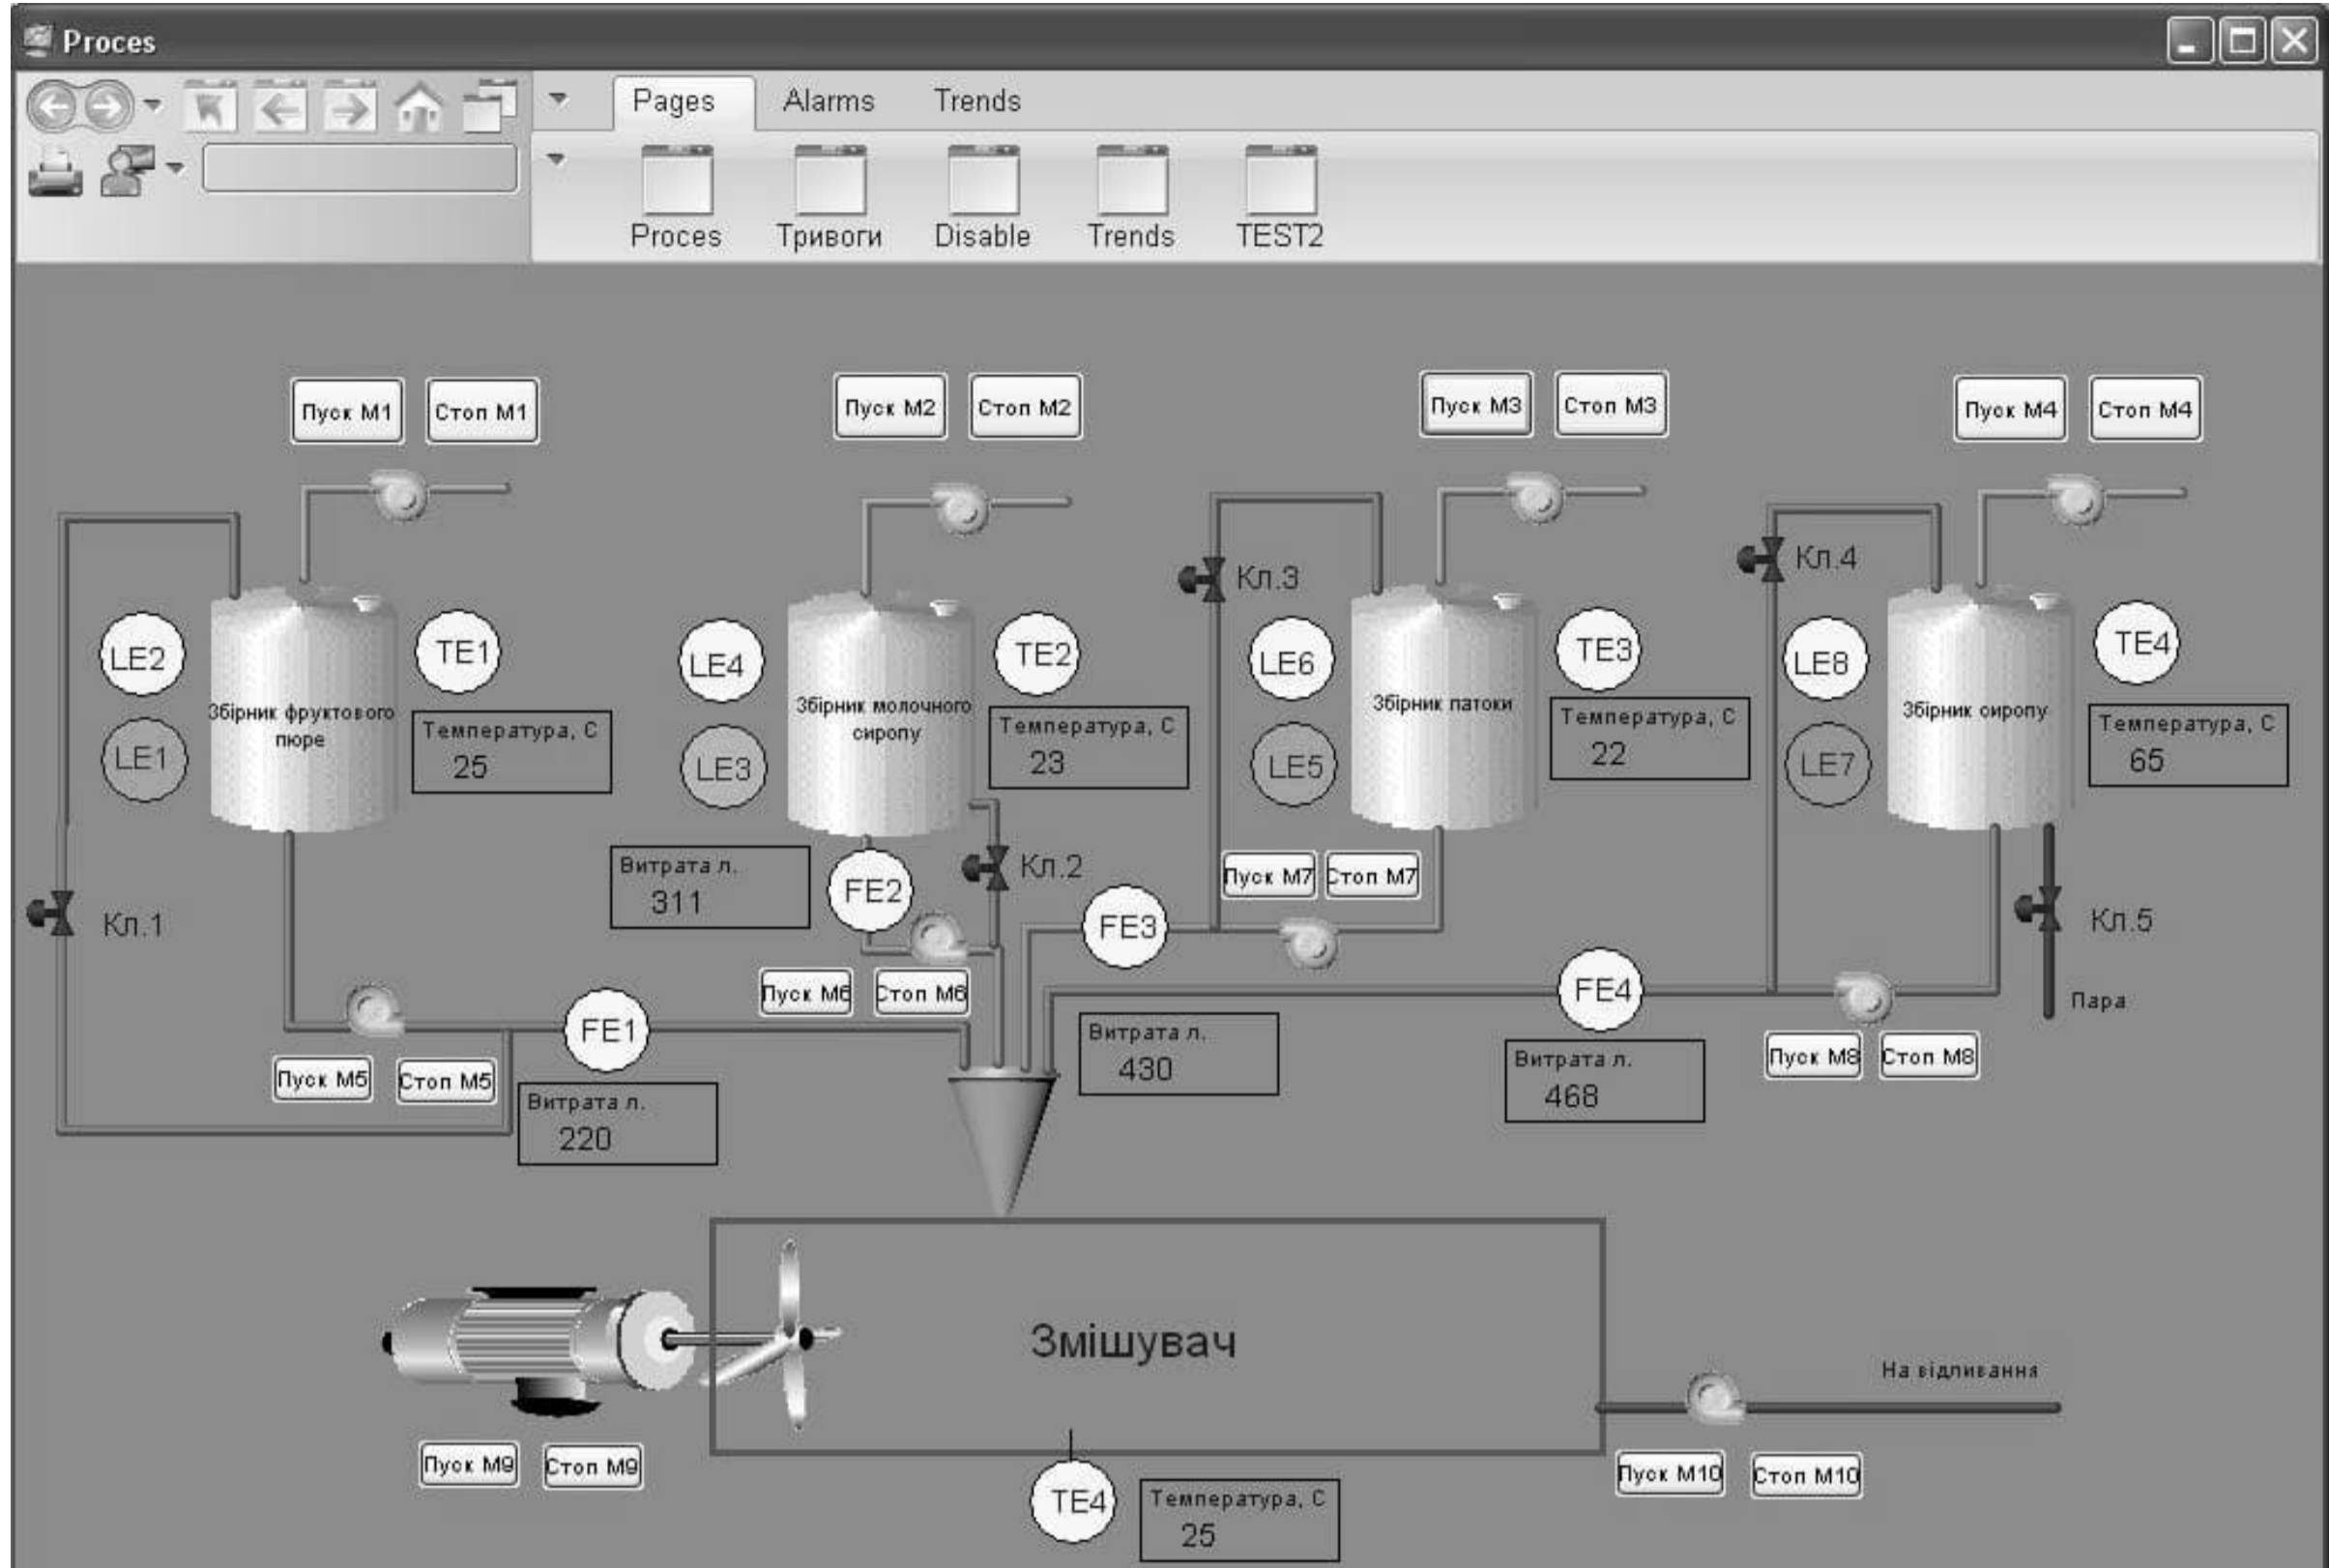 Proces
Pages Alarms Trends
Proces Тривоги Disable Trends TEST2
Пуск М1 Стоп М1 Пуск М2 Стоп М2 Пуск М3 Стоп М3 Пуск М4 Стоп М4
Кл.3 Кл.4
LE2 TE1 LE4 TE2 LE6 TE3 LE8 TE4
Збірник фруктового
пюре
Збірник молочного
сиропу
Збірник патоки
Збірник сиропу
LE1
Температура, С
25
LE3
Температура, С
23
LE5
Температура, С
22
LE7
Температура, С
65
Витрата л.
311
FE2
Кл.2
Пуск М7 Стоп М7
Кл.1
FE3
Кл.5
Пуск М6 Стоп М6
FE4
Пара
FE1
Витрата л.
430
Витрата л.
468
Пуск М8 Стоп М8
Пуск М5 Стоп М5
Витрата л.
220
Змішувач
На відливання
Пуск М9 Стоп М9
Пуск М10 Стоп М10
TE4
Температура, С
25